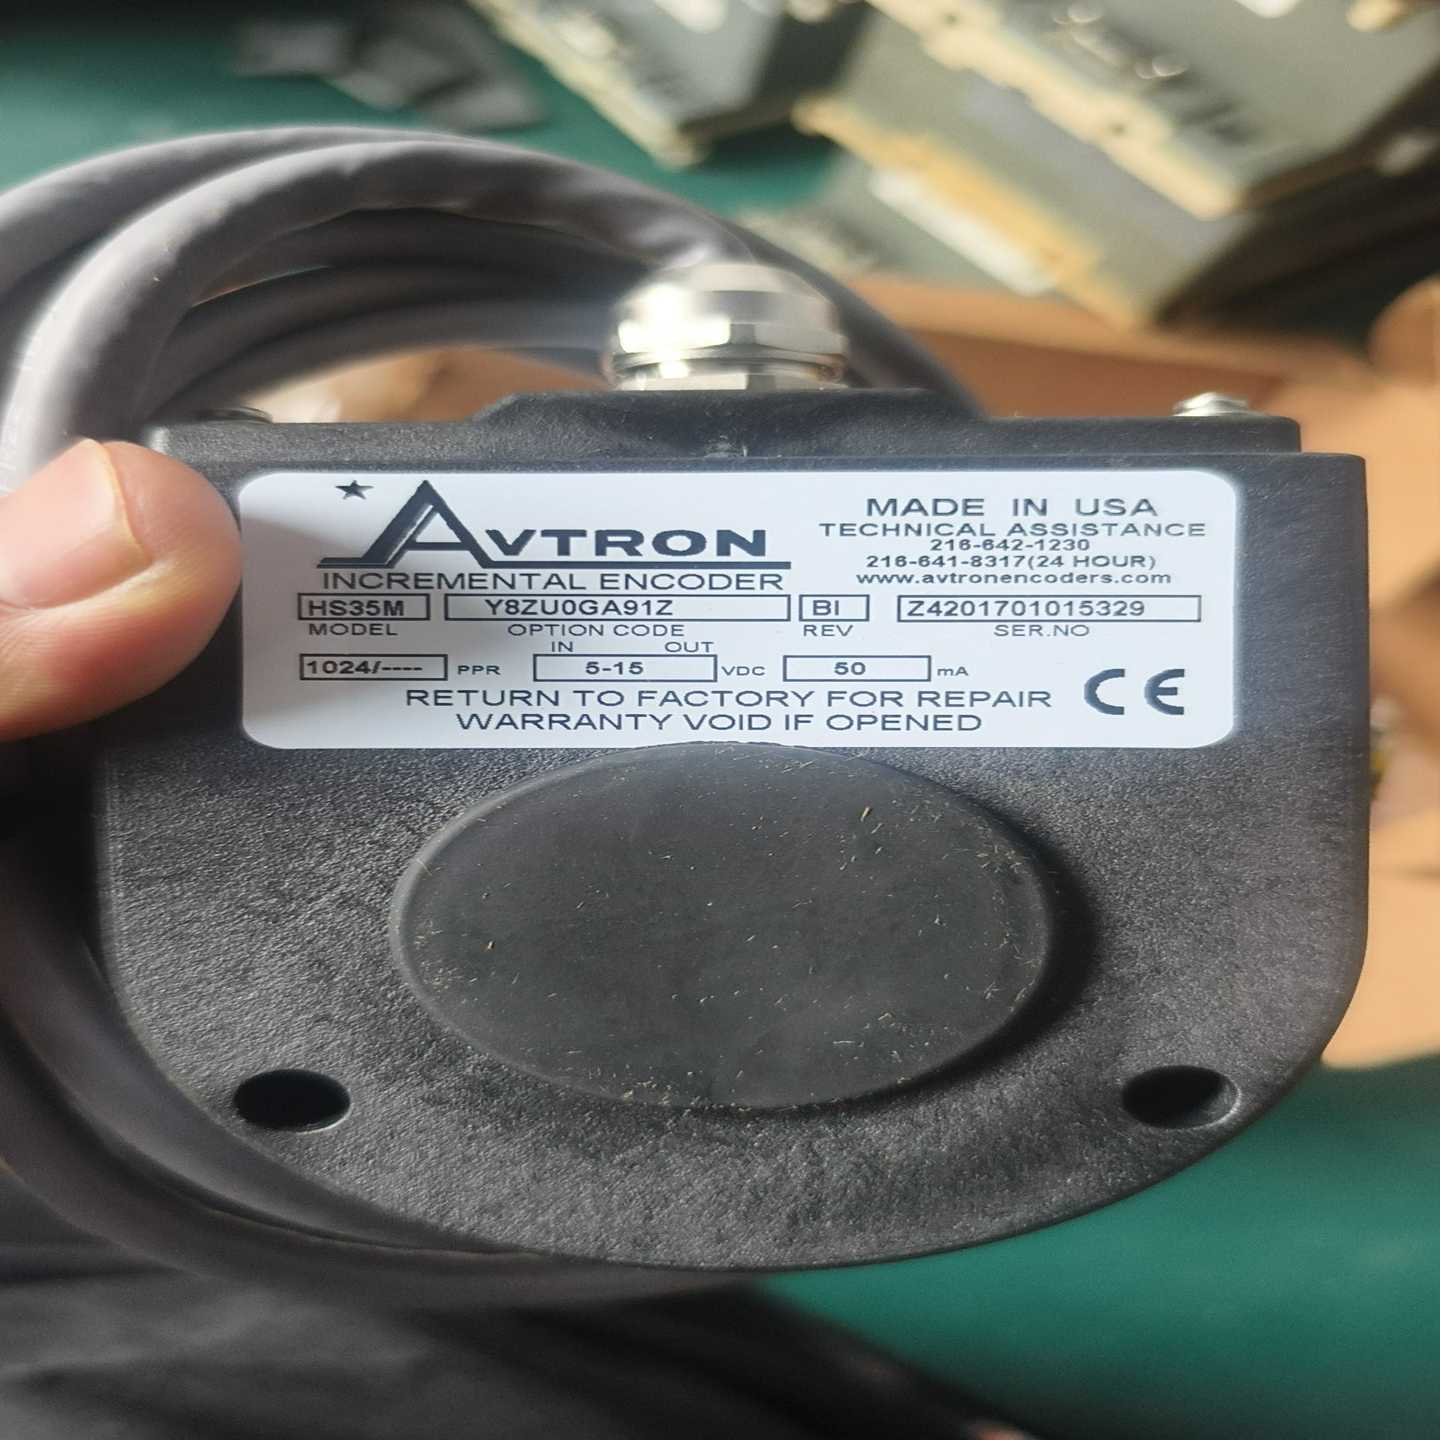 AVTRON
INCREMENTAL ENCODER
MADE IN USA
TECHNICAL ASSISTANCE
216-642-1230
216-641-8317(24 HOUR)
www.avtronencoders.com
HS35M Y8ZU0GA91Z BI Z4201701015329
MODEL OPTION CODE REV SER.NO
IN OUT
1024/---- PPR 5-15 VDC 50 mA
RETURN TO FACTORY FOR REPAIR
WARRANTY VOID IF OPENED
CE